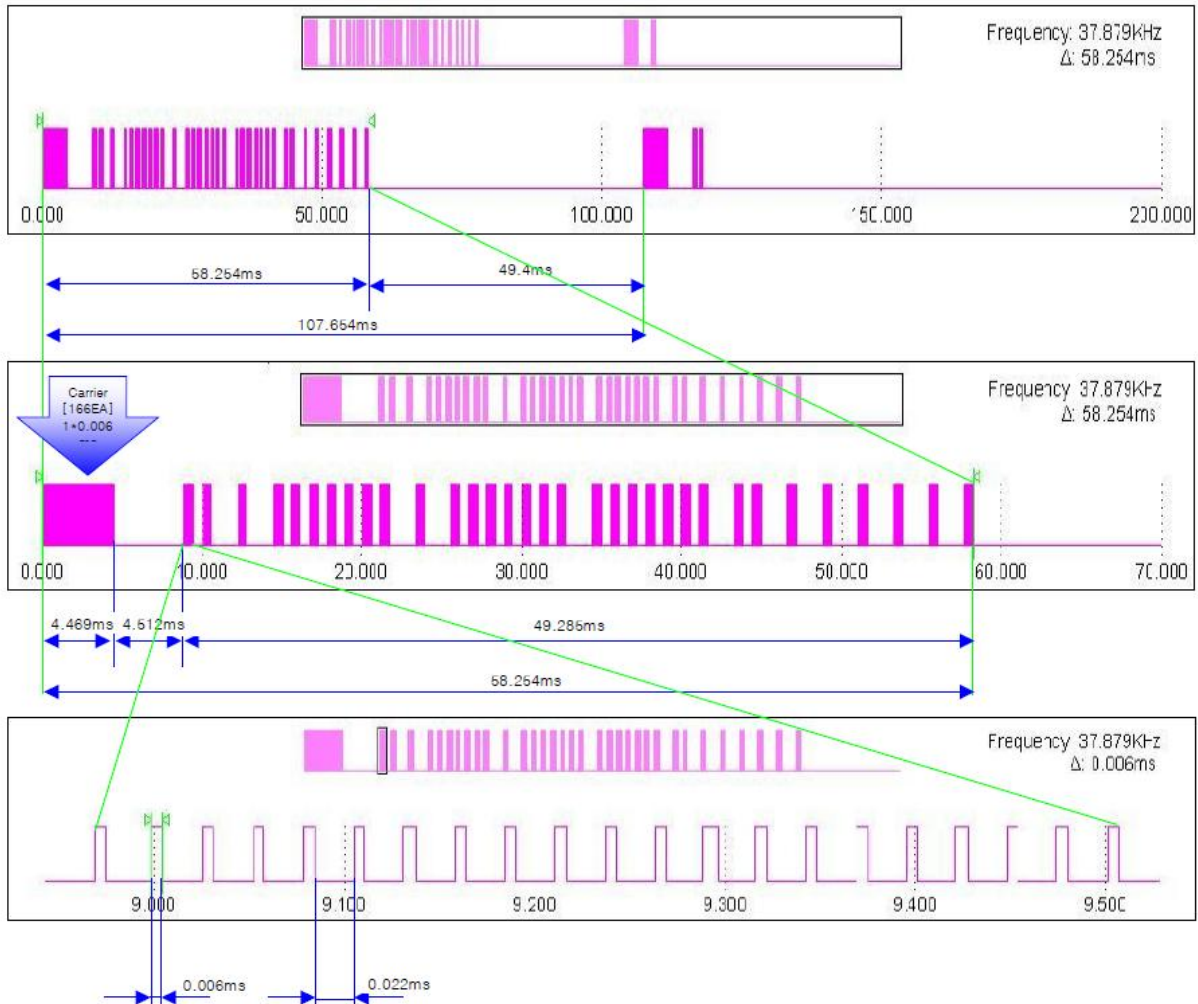 Frequency: 37.879KHz
Δ: 58.254ms
0.000 50.000 100.000 150.000 200.000
58.254ms
49.4ms
107.654ms
Carrier
[166EA]
1*0.006
Frequency 37.879KHz
Δ: 58.254ms
0.000 10.000 20.000 30.000 40.000 50.000 60.000 70.000
4.469ms 4.512ms 49.285ms
58.254ms
Frequency 37.879KHz
Δ: 0.006ms
9.000 9.100 9.200 9.300 9.400 9.500
0.006ms 0.022ms